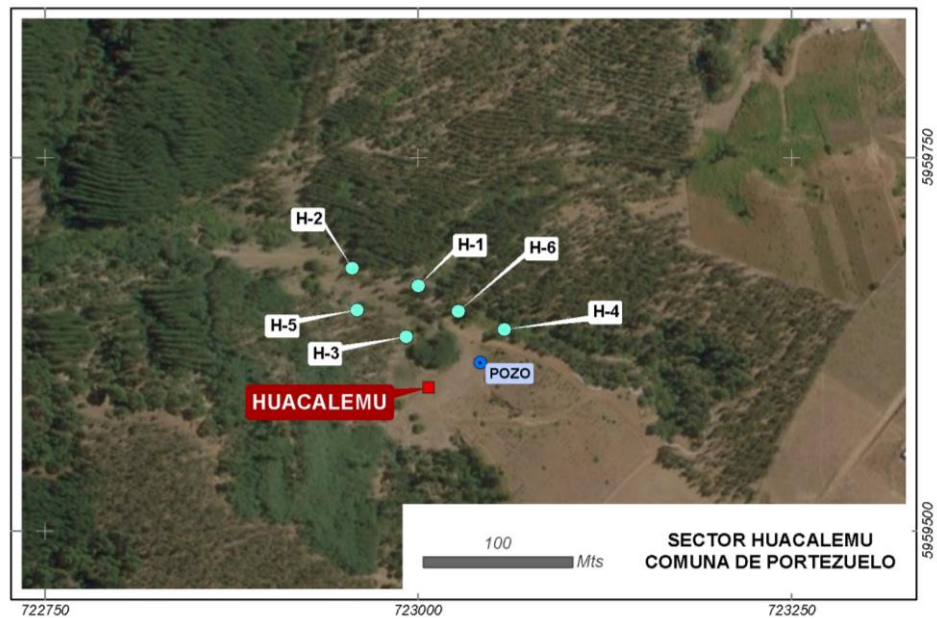 5959750
H-2
H-1
H-6
H-4
H-5
H-3
POZO
HUACALEMU
5959500
100
Mts
SECTOR HUACALEMU
COMUNA DE PORTEZUELO
722750
723000
723250